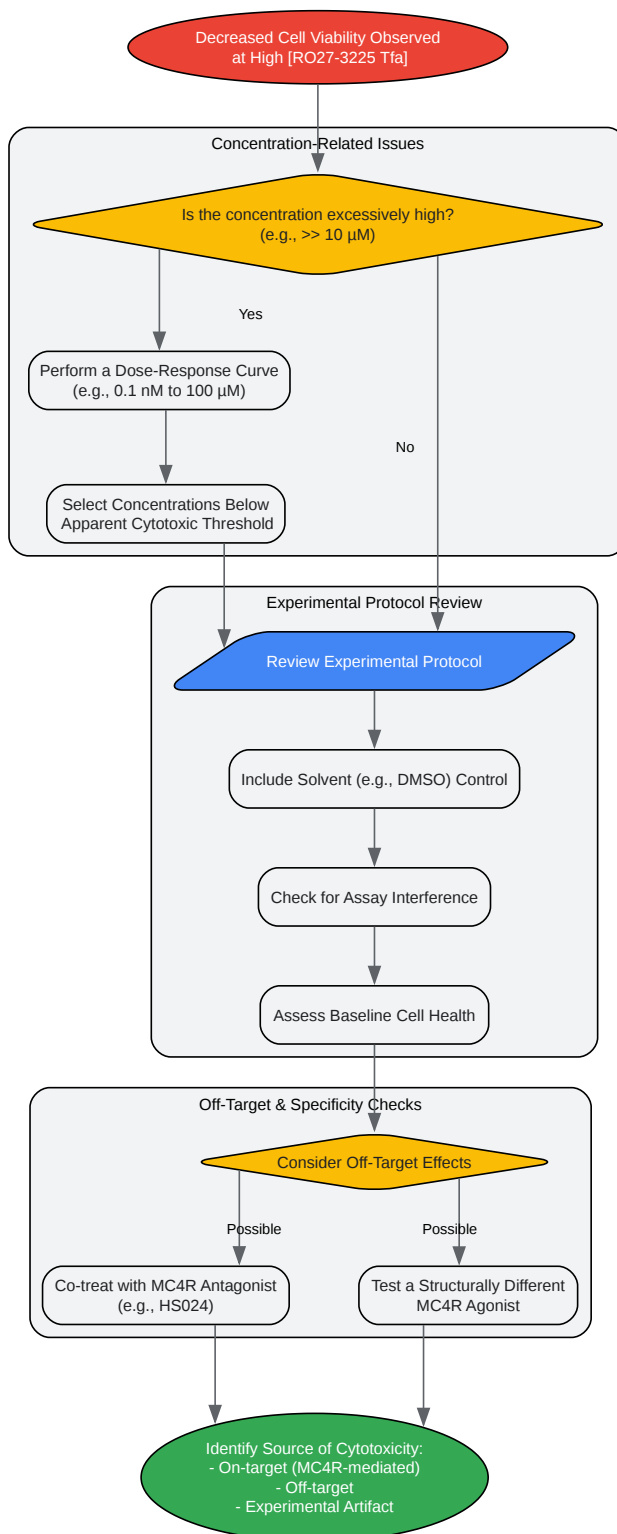 Decreased Cell Viability Observed
at High [RO27-3225 Tfa]
Concentration-Related Issues
Is the concentration excessively high?
(e.g., >> 10 µM)
Yes
Perform a Dose-Response Curve
(e.g., 0.1 nM to 100 µM)
No
Select Concentrations Below
Apparent Cytotoxic Threshold
Experimental Protocol Review
Review Experimental Protocol
Include Solvent (e.g., DMSO) Control
Check for Assay Interference
Assess Baseline Cell Health
Off-Target & Specificity Checks
Consider Off-Target Effects
Possible
Possible
Co-treat with MC4R Antagonist
(e.g., HS024)
Test a Structurally Different
MC4R Agonist
Identify Source of Cytotoxicity:
- On-target (MC4R-mediated)
- Off-target
- Experimental Artifact